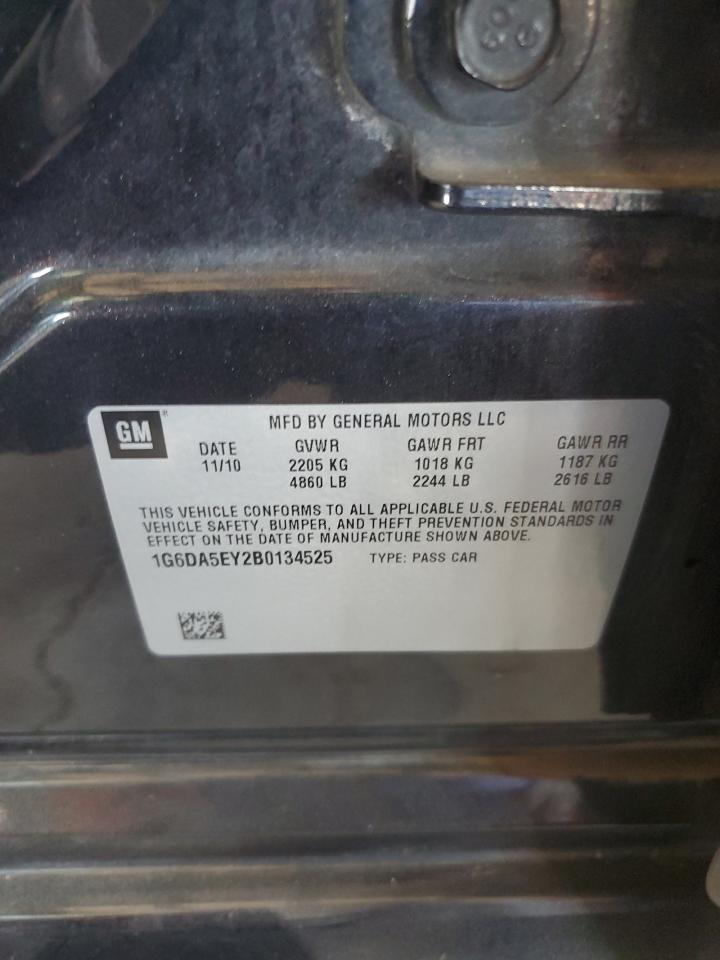 GM
MFD BY GENERAL MOTORS LLC
DATE GVWR GAWR FRT GAWR RR
11/10 2205 KG 1018 KG 1187 KG
4860 LB 2244 LB 2616 LB
THIS VEHICLE CONFORMS TO ALL APPLICABLE U.S. FEDERAL MOTOR
VEHICLE SAFETY, BUMPER, AND THEFT PREVENTION STANDARDS IN
EFFECT ON THE DATE OF MANUFACTURE SHOWN ABOVE.
1G6DA5EY2B0134525 TYPE: PASS CAR